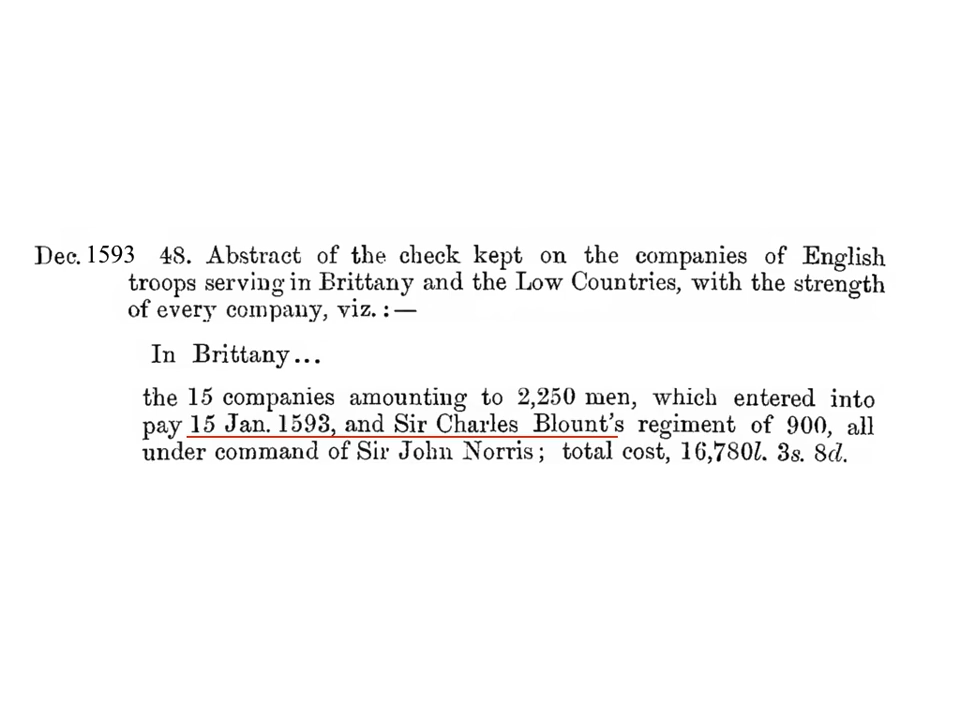 Dec. 1593 48. Abstract of the check kept on the companies of English
troops serving in Brittany and the Low Countries, with the strength
of every company, viz. :—
In Brittany...
the 15 companies amounting to 2,250 men, which entered into
pay 15 Jan. 1593, and Sir Charles Blount's regiment of 900, all
under command of Sir John Norris; total cost, 16,780l. 3s. 8d.